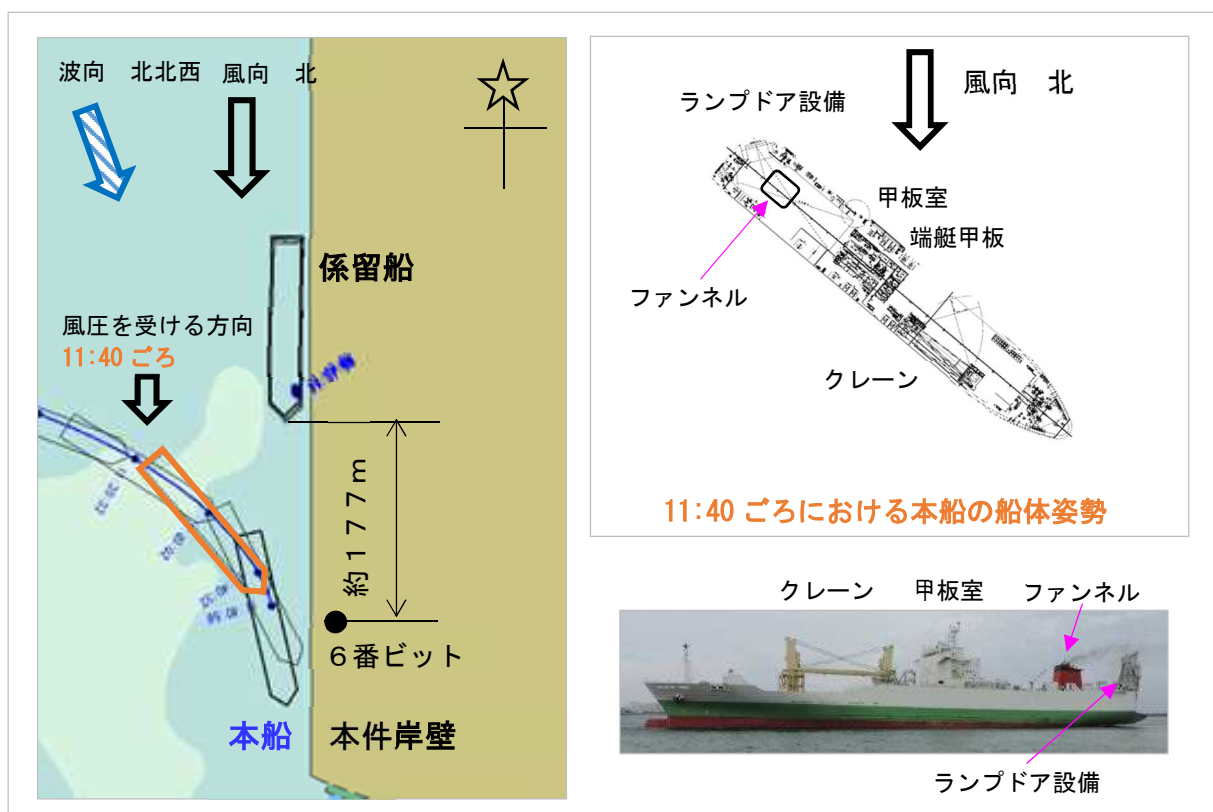 波向　北北西　風向　北
係留船
風圧を受ける方向
11:40 ごろ
約１７７ｍ
６番ビット
本船
本件岸壁
風向　北
ランプドア設備
甲板室
端艇甲板
ファンネル
クレーン
11:40 ごろにおける本船の船体姿勢
クレーン　甲板室　ファンネル
ランプドア設備